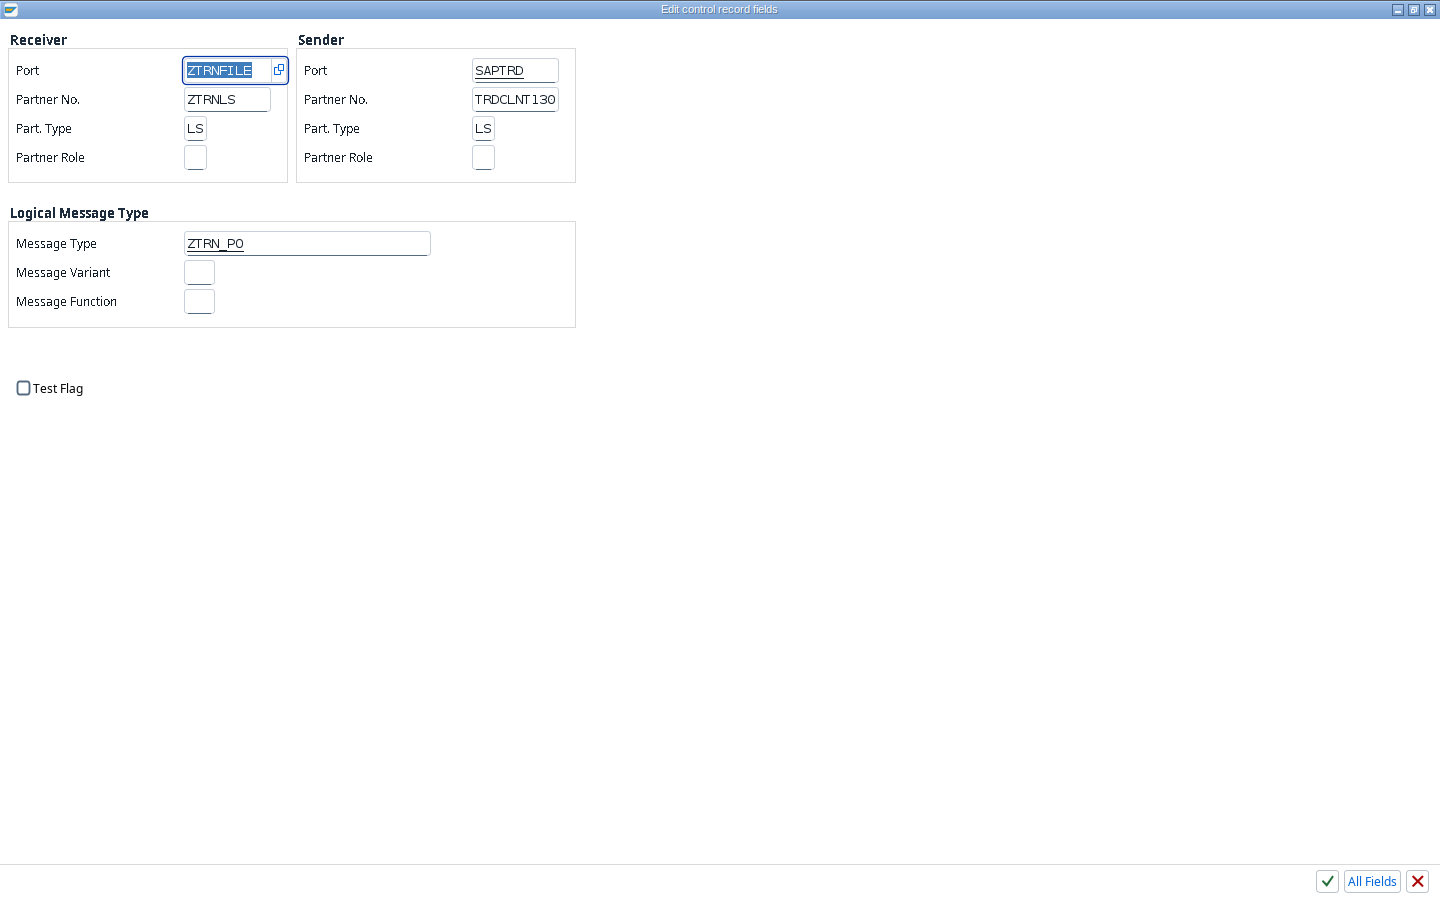 Edit control record fields
Receiver
Port ZTRNFILE
Partner No. ZTRNLS
Part. Type LS
Partner Role
Sender
Port SAPTRD
Partner No. TRDCLNT130
Part. Type LS
Partner Role
Logical Message Type
Message Type ZTRN_PO
Message Variant
Message Function
Test Flag
All Fields